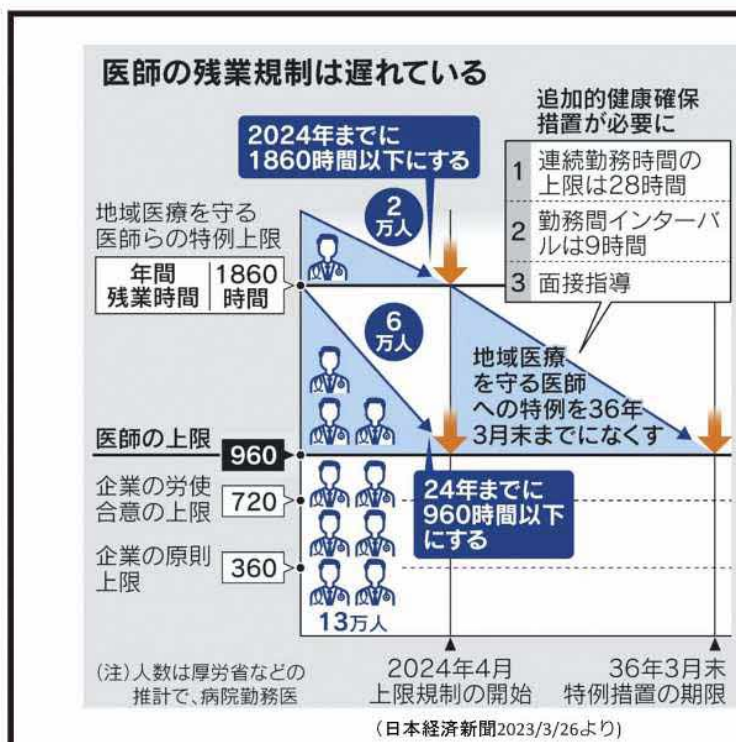 医師の残業規制は遅れている
2024年までに
1860時間以下にする
追加的健康確保
措置が必要に
1 連続勤務時間の
上限は28時間
2 勤務間インターバ
ルは9時間
3 面接指導
地域医療を守る
医師らの特例上限
年間
残業時間
1860
時間
2
万人
6
万人
地域医療
を守る医師
への特例を36年
3月末までになくす
医師の上限
960
企業の労使
合意の上限
720
企業の原則
上限
360
24年までに
960時間以下
にする
13万人
(注)人数は厚労省などの
推計で、病院勤務医
2024年4月
上限規制の開始
36年3月末
特例措置の期限
(日本経済新聞2023/3/26より)